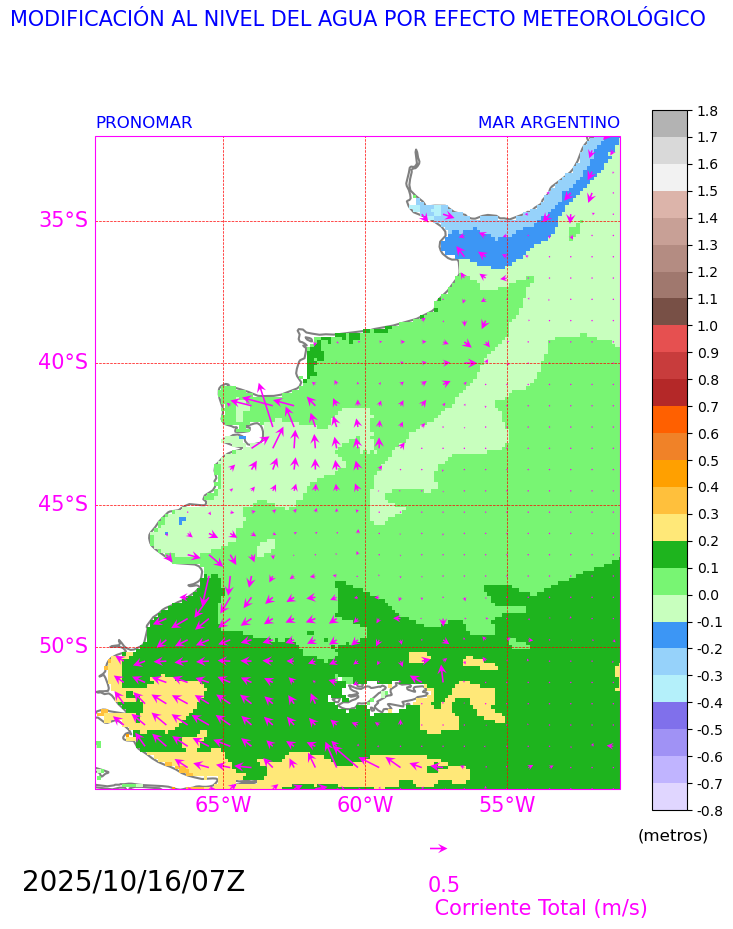 MODIFICACIÓN AL NIVEL DEL AGUA POR EFECTO METEOROLÓGICO
PRONOMAR
MAR ARGENTINO
35°S
40°S
45°S
50°S
65°W
60°W
55°W
1.8
1.7
1.6
1.5
1.4
1.3
1.2
1.1
1.0
0.9
0.8
0.7
0.6
0.5
0.4
0.3
0.2
0.1
0.0
-0.1
-0.2
-0.3
-0.4
-0.5
-0.6
-0.7
-0.8
(metros)
2025/10/16/07Z
0.5
Corriente Total (m/s)